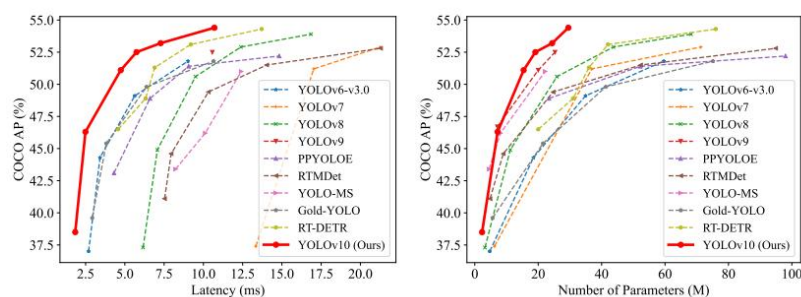 55.0
52.5
50.0
47.5
45.0
42.5
40.0
37.5
COCO AP (%)
2.5 5.0 7.5 10.0 12.5 15.0 17.5 20.0
Latency (ms)
YOLOv6-v3.0
YOLOv7
YOLOv8
YOLOv9
PPYOLOE
RTMDet
YOLO-MS
Gold-YOLO
RT-DETR
YOLOv10 (Ours)
55.0
52.5
50.0
47.5
45.0
42.5
40.0
37.5
COCO AP (%)
0 20 40 60 80 100
Number of Parameters (M)
YOLOv6-v3.0
YOLOv7
YOLOv8
YOLOv9
PPYOLOE
RTMDet
YOLO-MS
Gold-YOLO
RT-DETR
YOLOv10 (Ours)